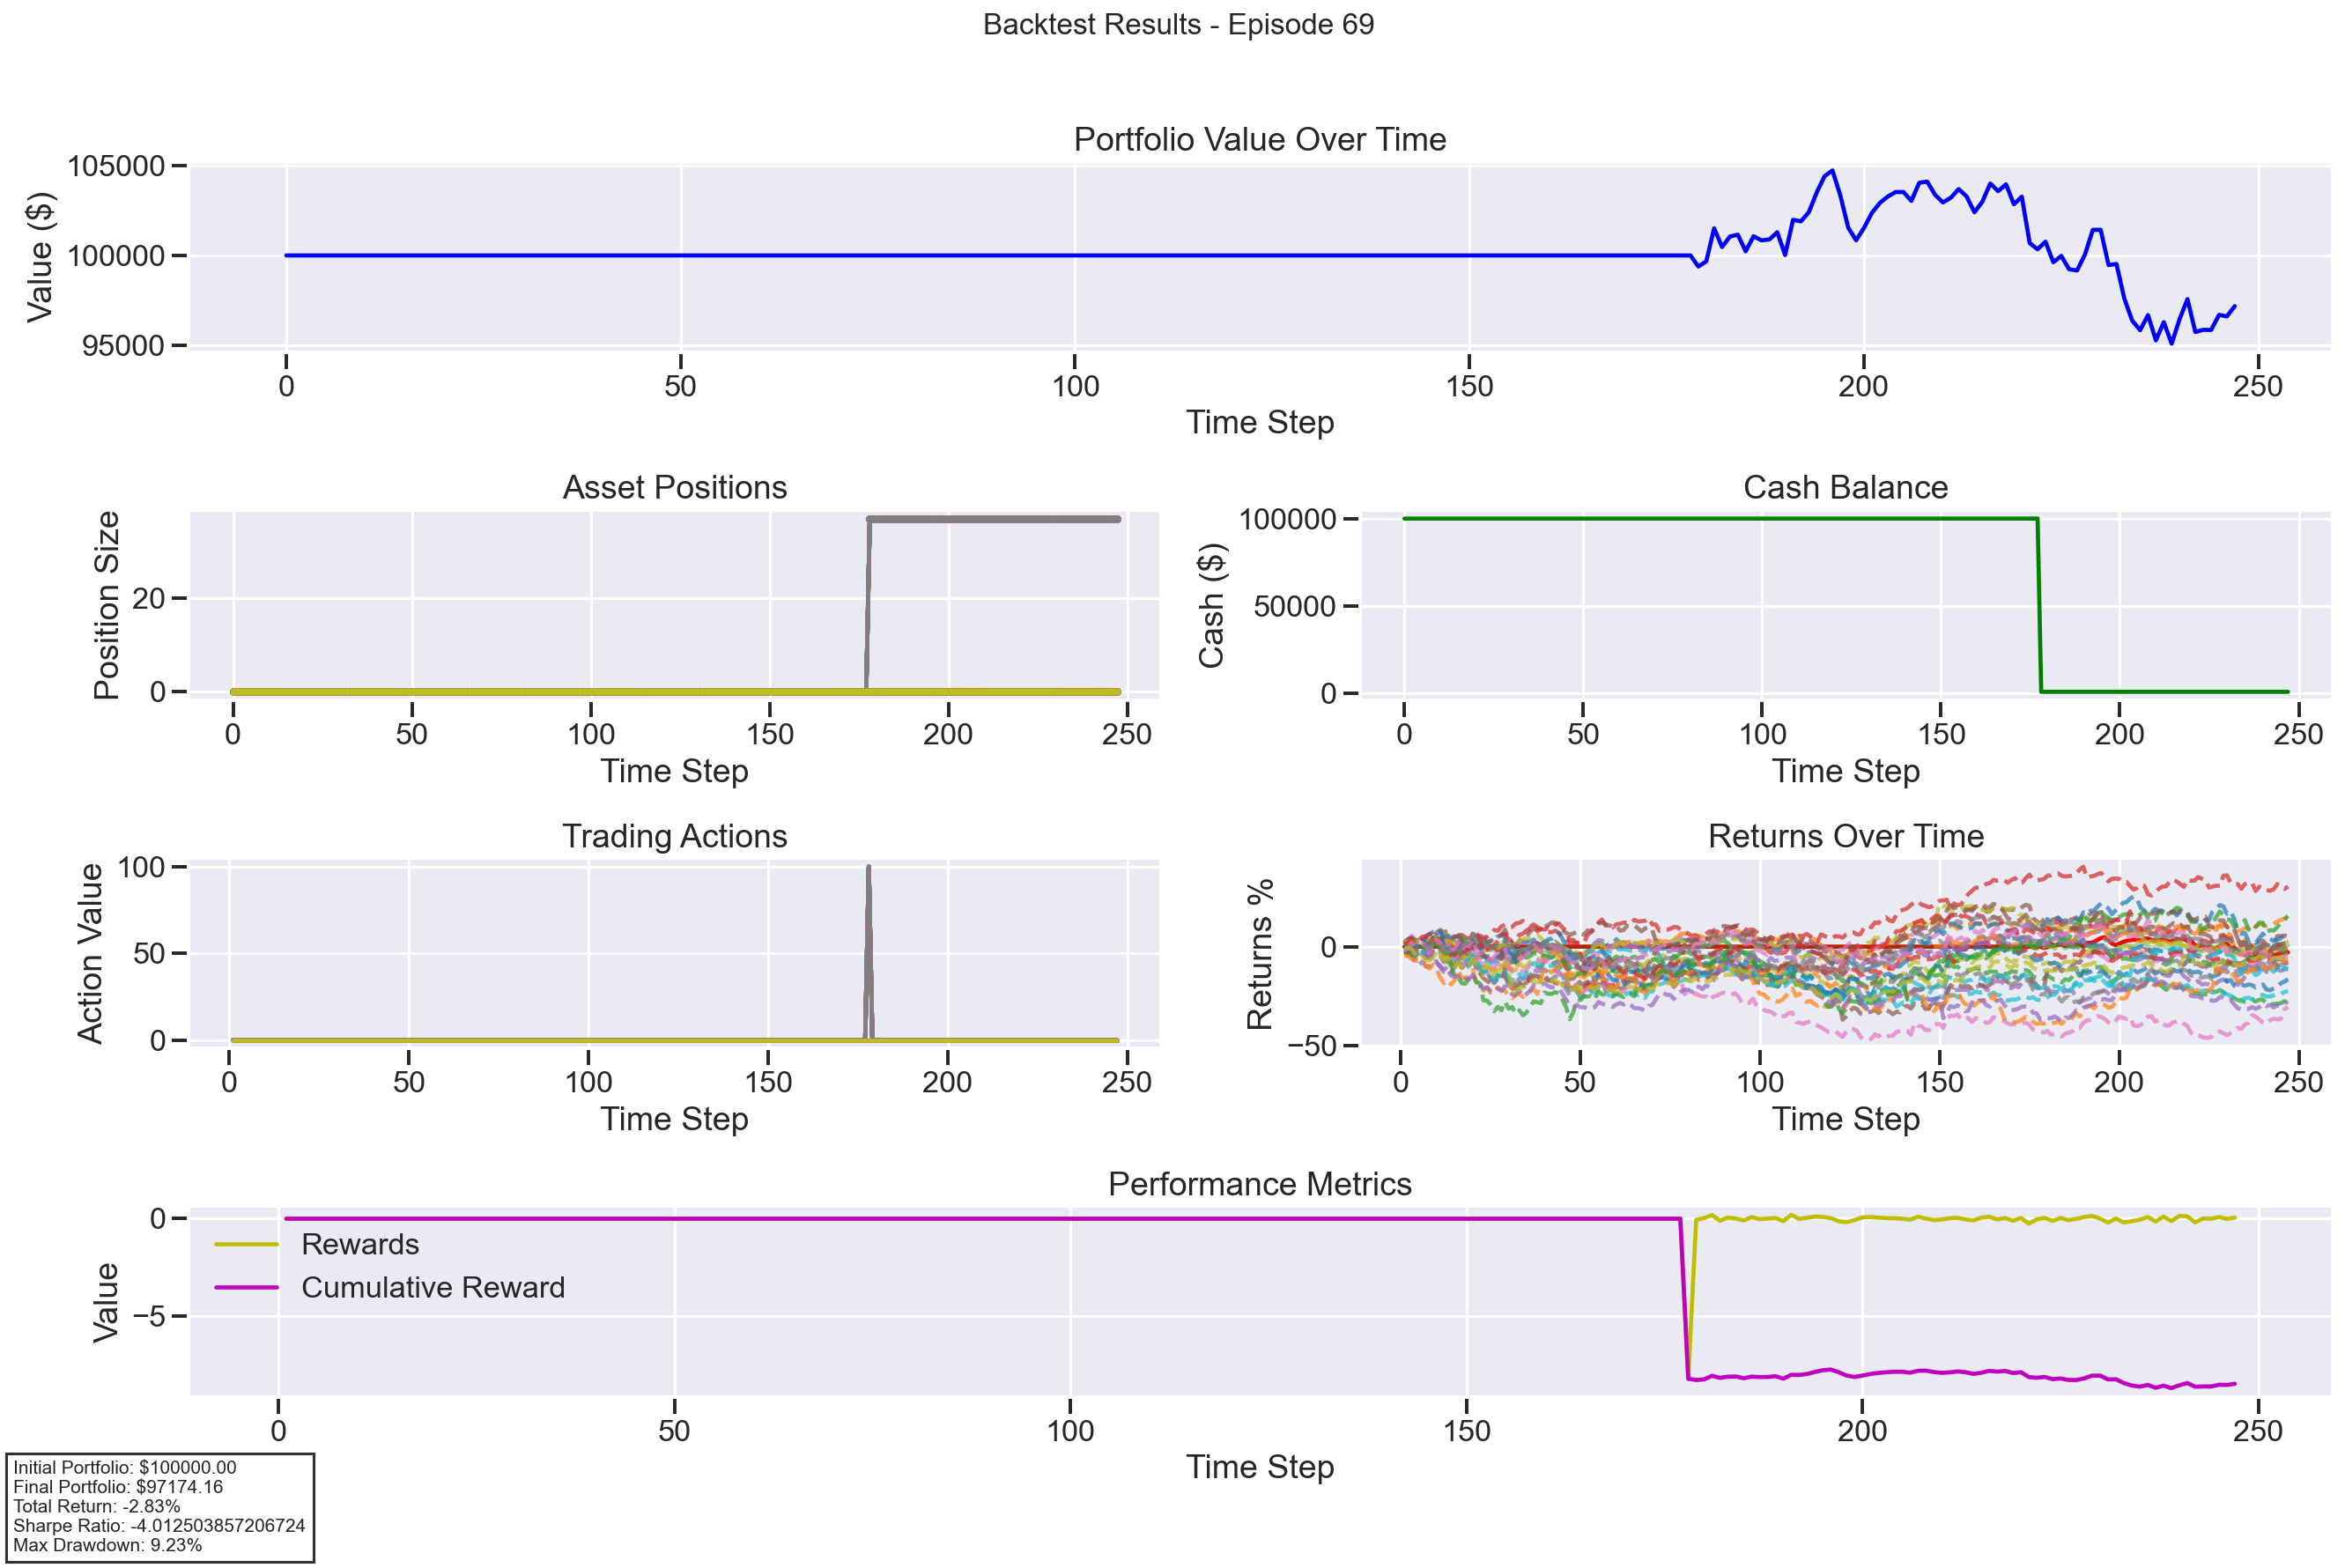 Backtest Results - Episode 69
Portfolio Value Over Time
Value ($)
105000
100000
95000
0 50 100 150 200 250
Time Step
Asset Positions
Position Size
20
0
0 50 100 150 200 250
Time Step
Cash Balance
Cash ($)
100000
50000
0
0 50 100 150 200 250
Time Step
Trading Actions
Action Value
100
50
0
0 50 100 150 200 250
Time Step
Returns Over Time
Returns %
0
−50
0 50 100 150 200 250
Time Step
Performance Metrics
Value
0
−5
Rewards
Cumulative Reward
0 50 100 150 200 250
Time Step
Initial Portfolio: $100000.00
Final Portfolio: $97174.16
Total Return: -2.83%
Sharpe Ratio: -4.012503857206724
Max Drawdown: 9.23%